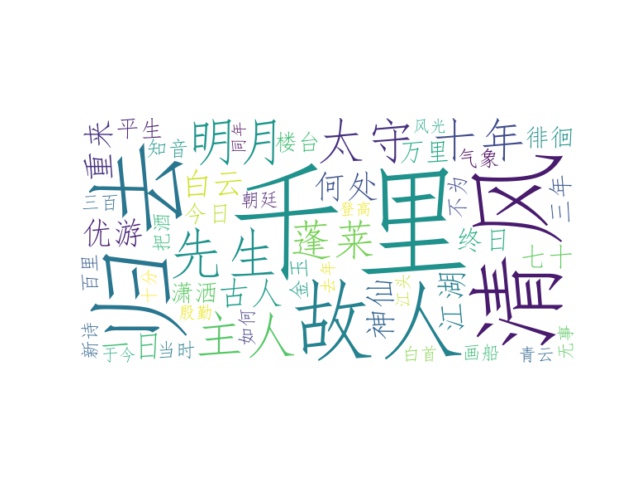 重来
平生
知音
明月
同年
楼台
太守
风光
万里
十年
气象
徘徊
三百
归去
白云
今日
朝廷
千里
何处
登高
不为
清风
三年
优游
把酒
先生
蓬莱
终日
七十
百里
十分
潇洒
古人
金玉
去年
江头
神仙
江湖
殷勤
主人
如何
故人
新诗
于今
一日
当时
白首
画船
青云
无事